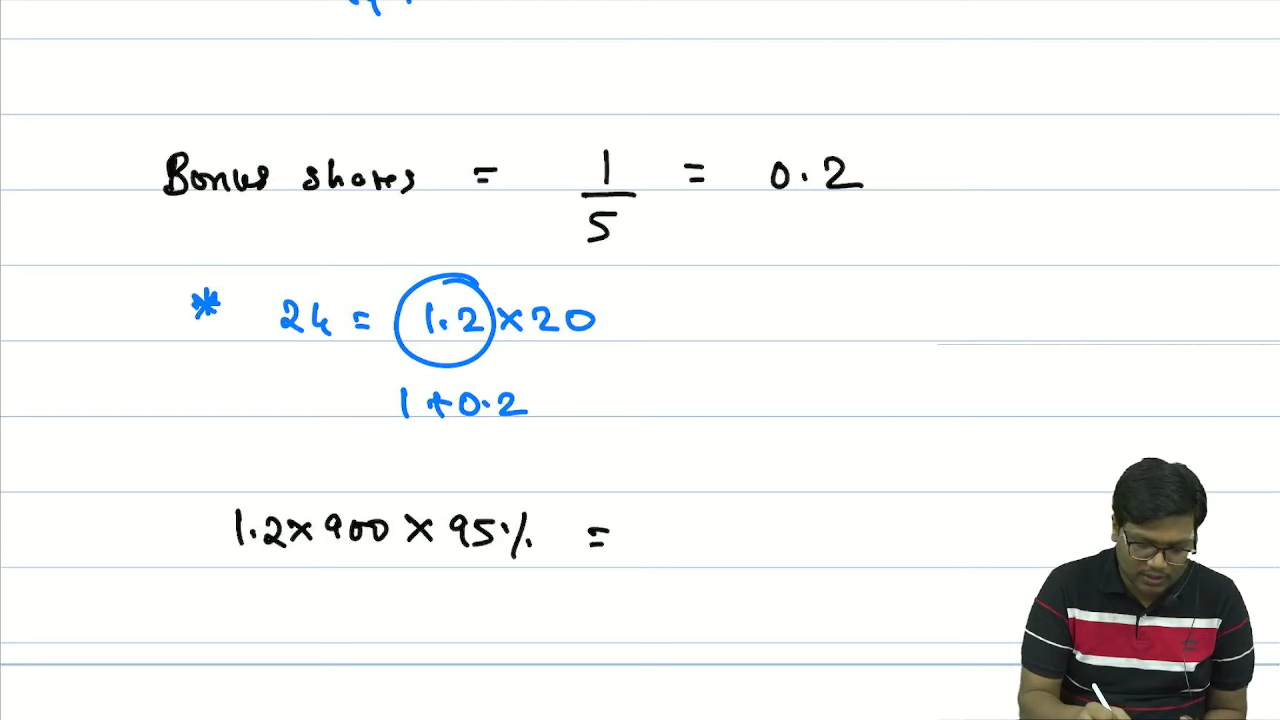 Bonus shares = 1/5 = 0.2
* 24 = 1.2 × 20
1 + 0.2
1.2 × 900 × 95% =